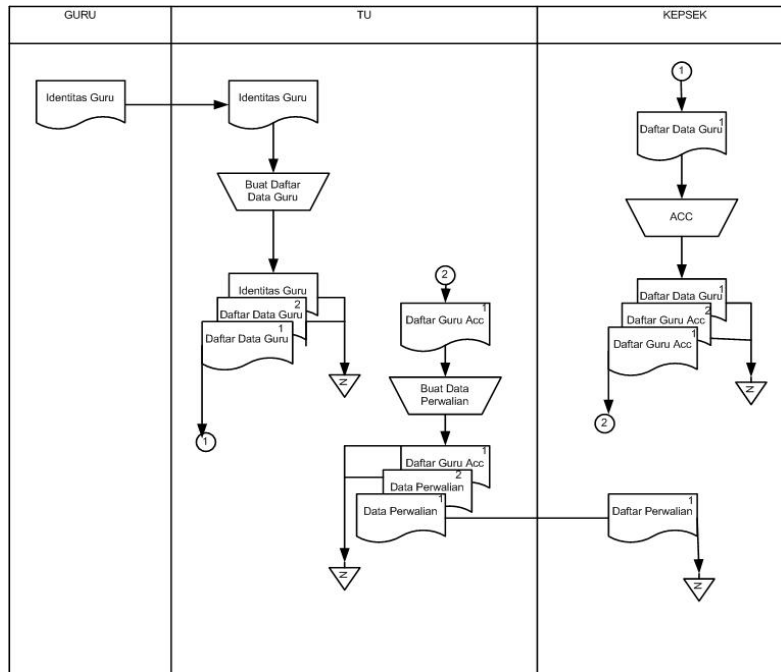 GURU
TU
KEPSEK
Identitas Guru
Identitas Guru
Buat Daftar
Data Guru
Identitas Guru
2
Daftar Data Guru
1
Daftar Data Guru
N
1
2
1
Daftar Guru Acc
Buat Data
Perwalian
1
Daftar Guru Acc
2
Data Perwalian
1
Data Perwalian
N
1
1
Daftar Data Guru
ACC
1
Daftar Data Guru
2
Daftar Guru Acc
1
Daftar Guru Acc
N
2
1
Daftar Perwalian
N